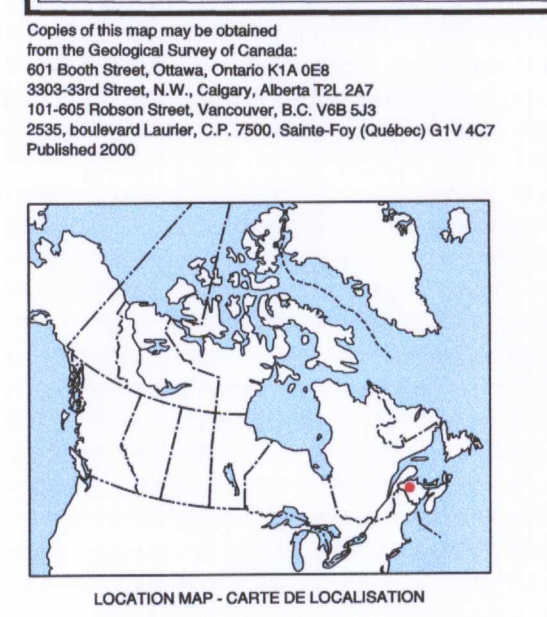 Copies of this map may be obtained
from the Geological Survey of Canada:
601 Booth Street, Ottawa, Ontario K1A 0E8
3303-33rd Street, N.W., Calgary, Alberta T2L 2A7
101-605 Robson Street, Vancouver, B.C. V6B 5J3
2535, boulevard Laurier, C.P. 7500, Sainte-Foy (Québec) G1V 4C7
Published 2000
LOCATION MAP - CARTE DE LOCALISATION